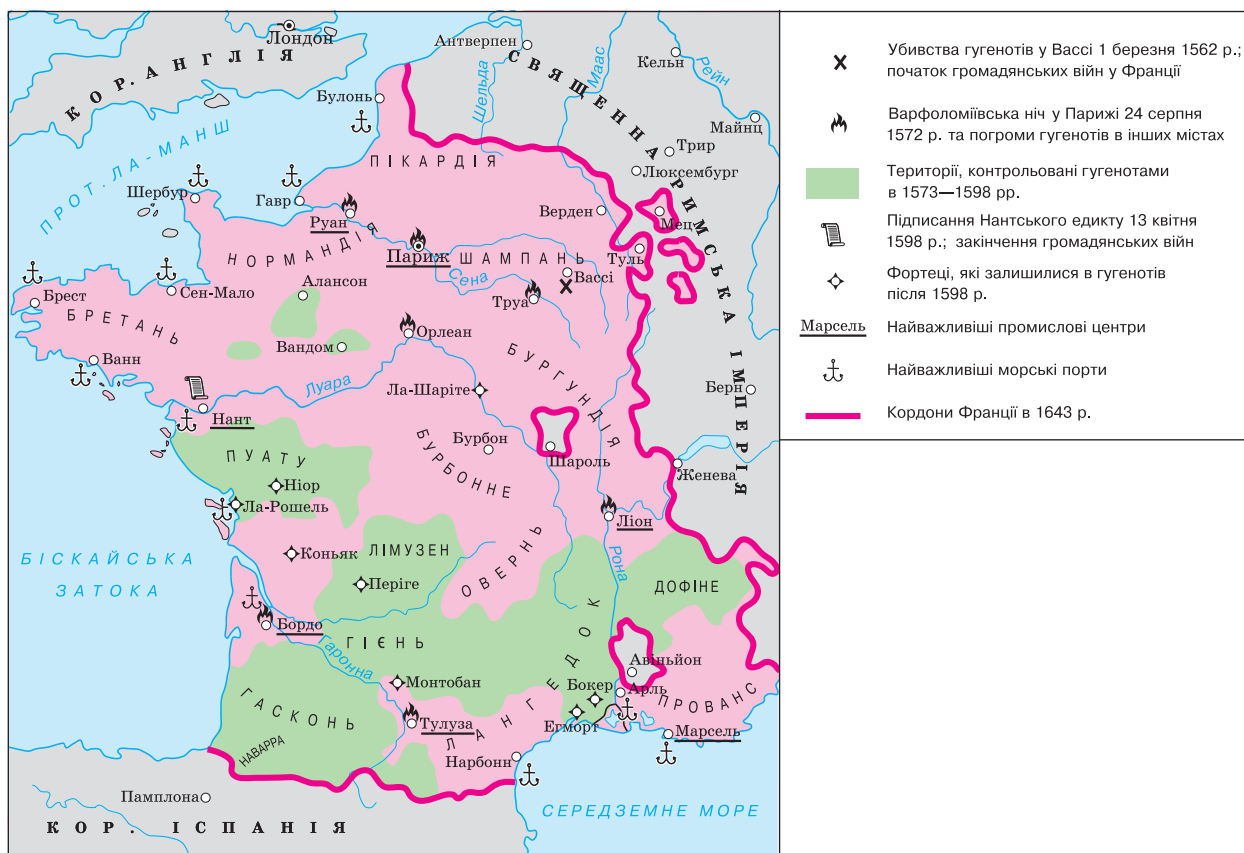 Лондон
КОР. АНГЛІЯ
Антверпен
СВЯЩЕННА РИМСЬКА ІМПЕРІЯ
Маас
Кельн
Рейн
Шельда
Булонь
Майнц
ПРОТ. ЛА-МАНШ
ПІКАРДІЯ
Трир
Люксембург
Шербур
Гавр
Руан
Верден
Мец
НОРМАНДІЯ
Париж
ШАМПАНЬ
Туль
Сена
Вассі
Труа
Брест
Сен-Мало
Алансон
БРЕТАНЬ
Орлеан
Вандом
Ванн
БУРГУНДІЯ
Луара
Ла-Шаріте
Берн
Нант
Бурбон
Шароль
ПУАТУ
БУРБОННЕ
Женева
Ніор
Ла-Рошель
Ліон
БІСКАЙСЬКА
ЗАТОКА
Коньяк
ЛІМУЗЕН
ОВЕРНЬ
Рона
ДОФІНЕ
Періге
Бордо
ГІЄНЬ
Гаронна
Авіньйон
Монтобан
Бокер
Арль
ПРОВАНС
ГАСКОНЬ
ЛАНГЕДОК
Тулуза
Егморт
Марсель
НАВАРРА
Нарбонн
Памплона
СЕРЕДЗЕМНЕ МОРЕ
КОР. ІСПАНІЯ
Убивства гугенотів у Вассі 1 березня 1562 р.;
початок громадянських війн у Франції
Варфоломіївська ніч у Парижі 24 серпня
1572 р. та погроми гугенотів в інших містах
Території, контрольовані гугенотами
в 1573—1598 рр.
Підписання Нантського едикту 13 квітня
1598 р.; закінчення громадянських війн
Фортеці, які залишилися в гугенотів
після 1598 р.
Марсель
Найважливіші промислові центри
Найважливіші морські порти
Кордони Франції в 1643 р.